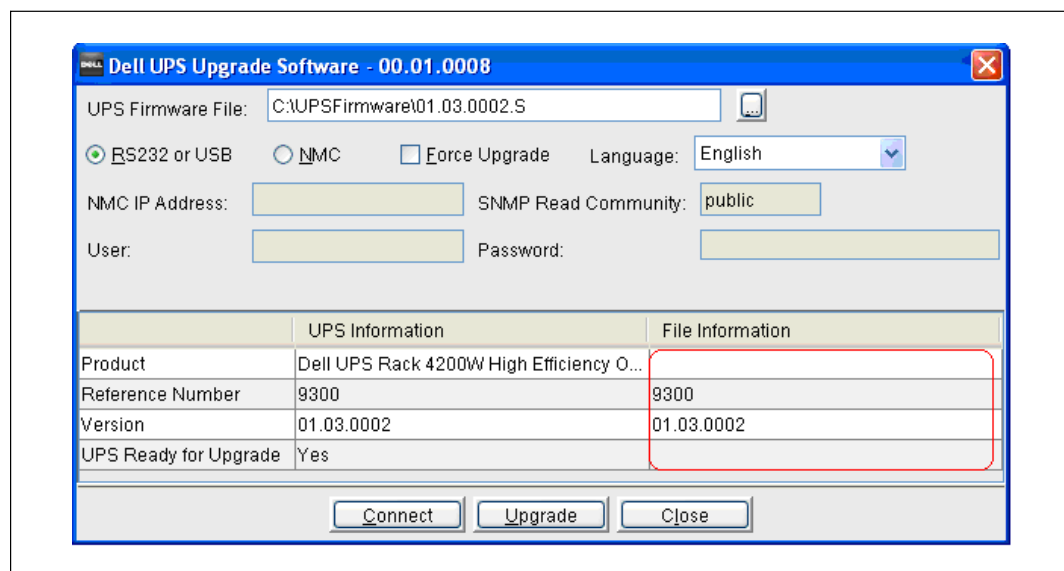 DELL Dell UPS Upgrade Software - 00.01.0008
UPS Firmware File: C:\UPSFirmware\01.03.0002.S ...
RS232 or USB NMC Force Upgrade Language: English
NMC IP Address: SNMP Read Community: public
User: Password:
UPS Information File Information
Product Dell UPS Rack 4200W High Efficiency O...
Reference Number 9300 9300
Version 01.03.0002 01.03.0002
UPS Ready for Upgrade Yes
Connect Upgrade Close